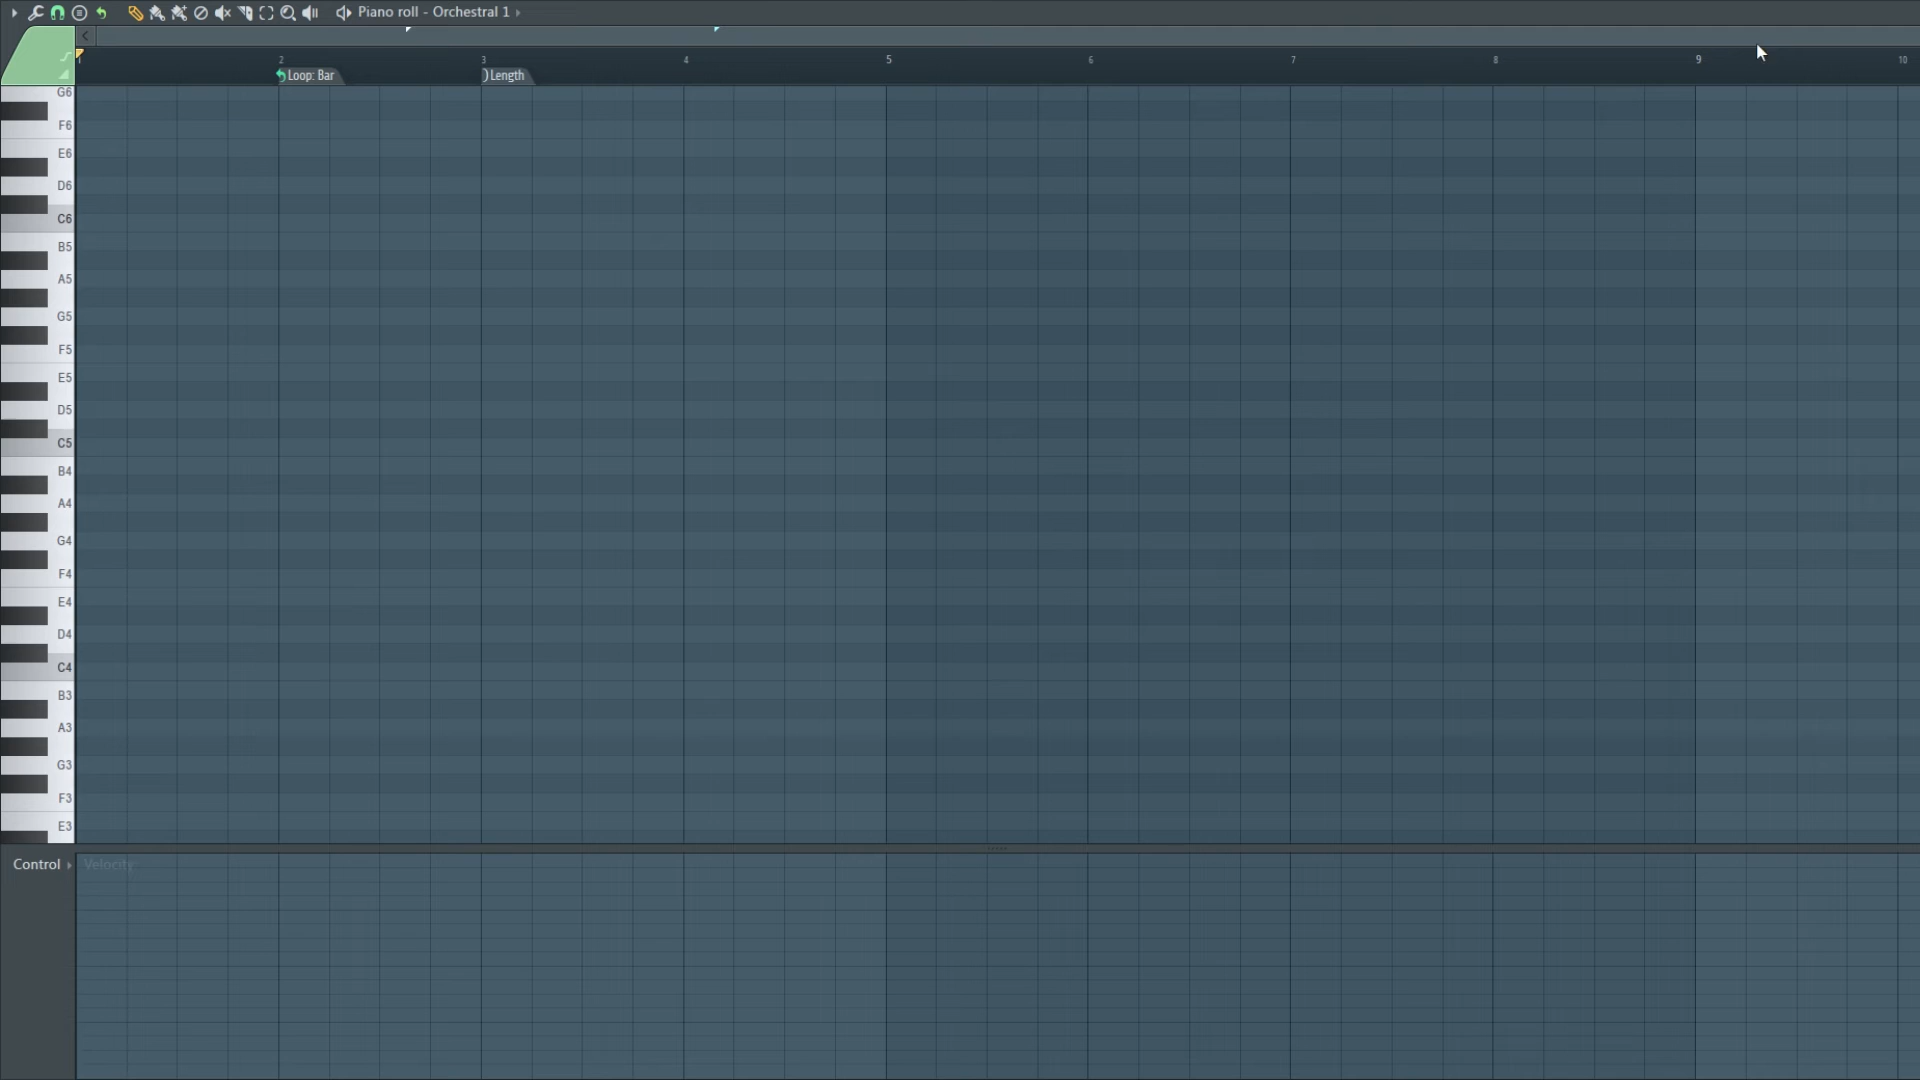 Piano roll - Orchestral 1
1 2 3 4 5 6 7 8 9 10
Loop: Bar
Length
G6
F6
E6
D6
C6
B5
A5
G5
F5
E5
D5
C5
B4
A4
G4
F4
E4
D4
C4
B3
A3
G3
F3
E3
Control Velocity